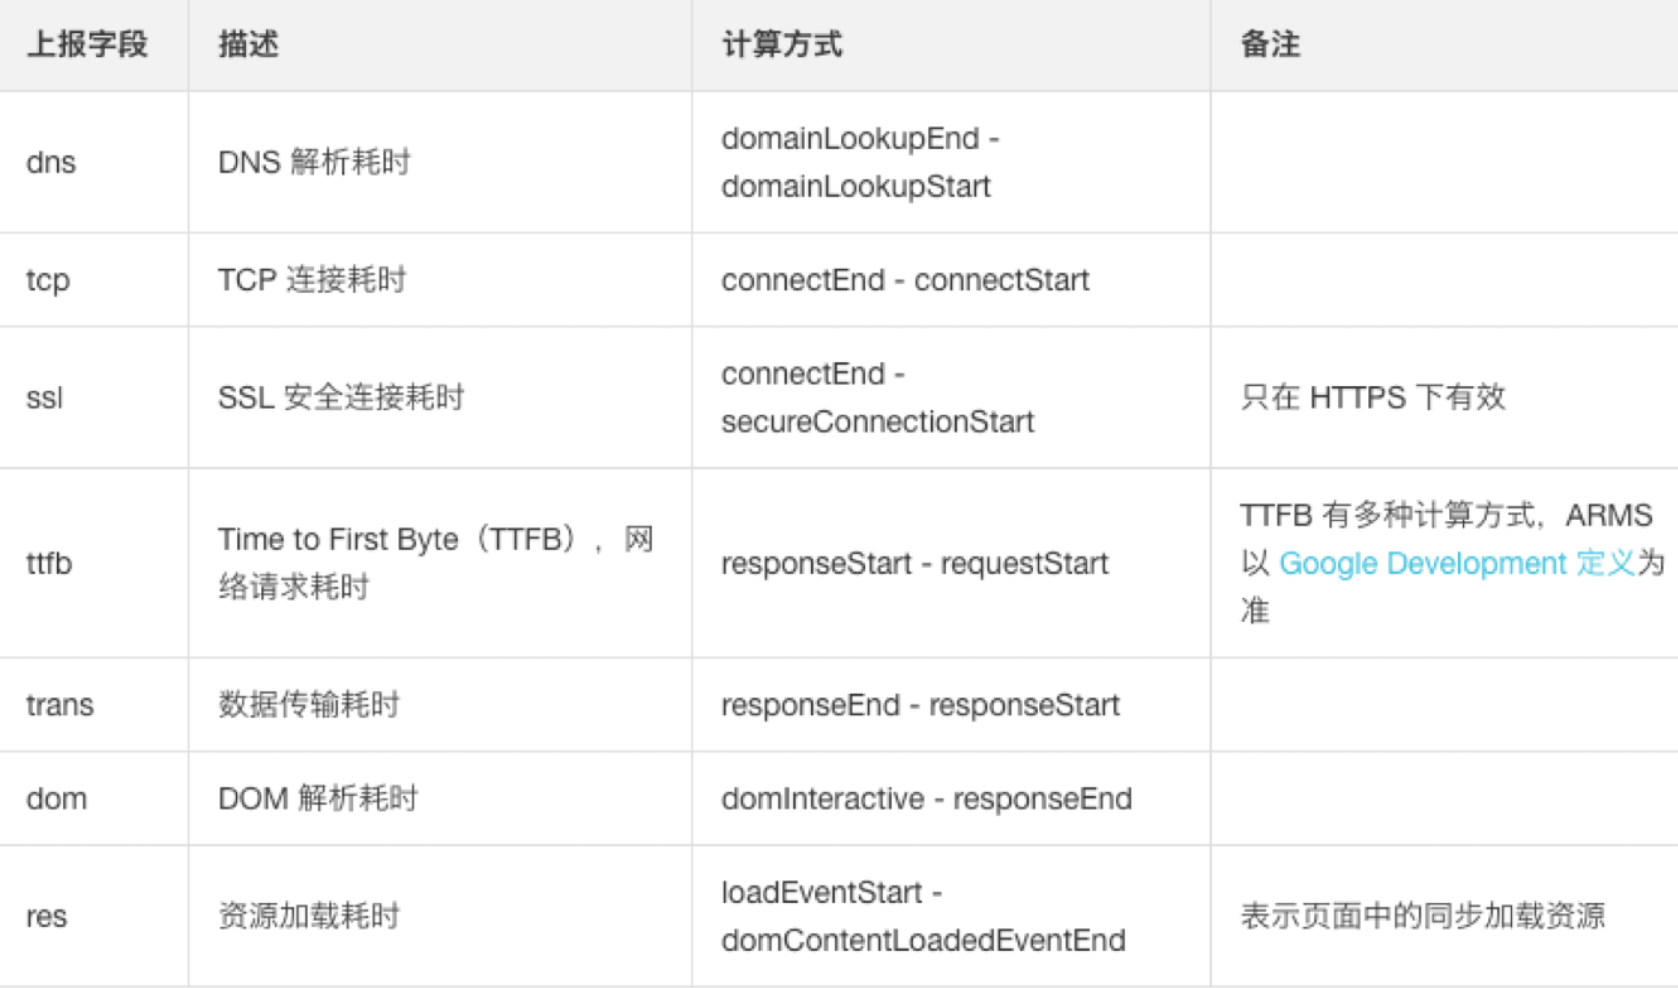 上报字段 描述 计算方式 备注
dns DNS 解析耗时 domainLookupEnd -
domainLookupStart
tcp TCP 连接耗时 connectEnd - connectStart
ssl SSL 安全连接耗时 connectEnd -
secureConnectionStart 只在 HTTPS 下有效
ttfb Time to First Byte（TTFB），网
络请求耗时 responseStart - requestStart TTFB 有多种计算方式，ARMS
以 Google Development 定义为
准
trans 数据传输耗时 responseEnd - responseStart
dom DOM 解析耗时 domInteractive - responseEnd
res 资源加载耗时 loadEventStart -
domContentLoadedEventEnd 表示页面中的同步加载资源